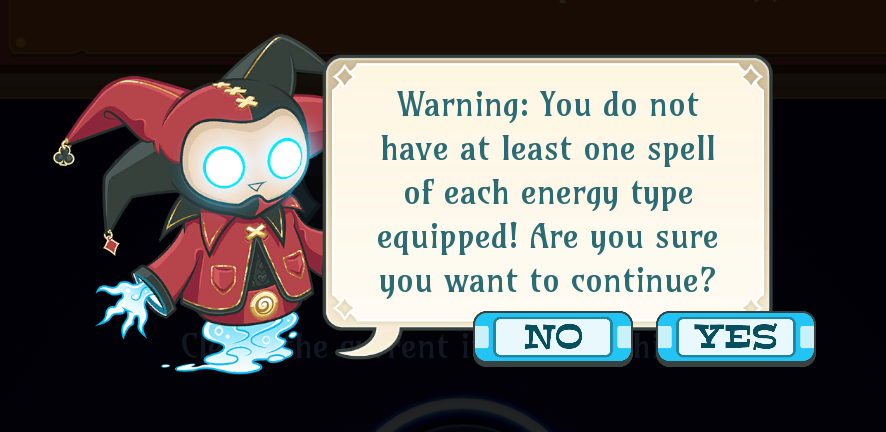 Warning: You do not
have at least one spell
of each energy type
equipped! Are you sure
you want to continue?
NO YES